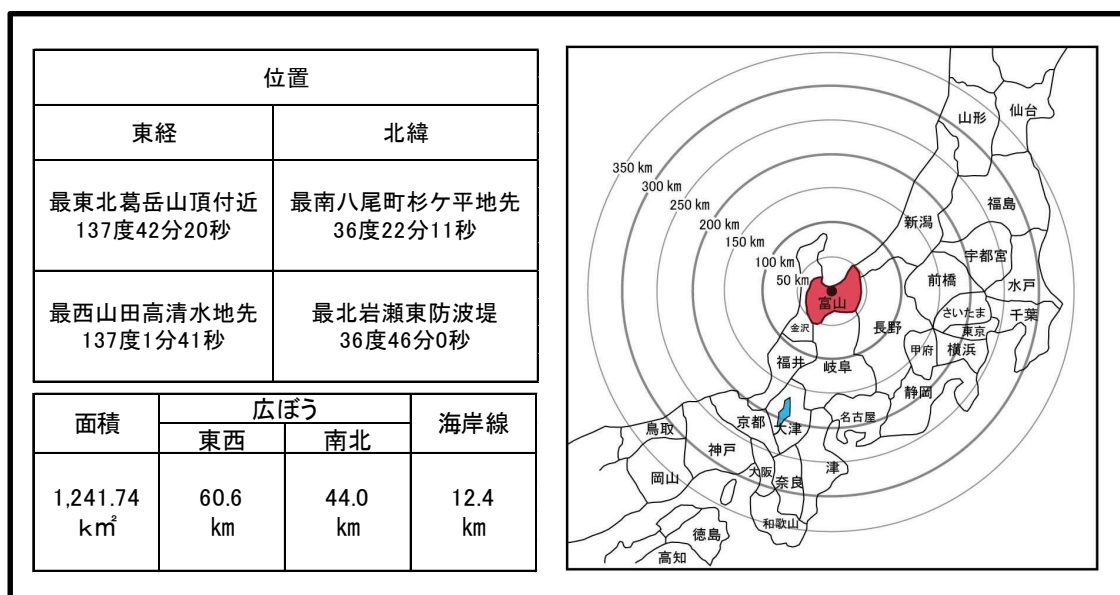 位置
東経 北緯
最東北葛岳山頂付近
137度42分20秒
最南八尾町杉ケ平地先
36度22分11秒
最西山田高清水地先
137度1分41秒
最北岩瀬東防波堤
36度46分0秒
面積 広ぼう 海岸線
東西 南北
1,241.74
k㎡
60.6
km
44.0
km
12.4
km
350 km
300 km
250 km
200 km
150 km
100 km
50 km
仙台
山形
福島
新潟
宇都宮
前橋
水戸
さいたま
千葉
東京
富山
金沢
長野
甲府
横浜
福井
岐阜
静岡
名古屋
京都
大津
鳥取
神戸
津
岡山
大阪
奈良
和歌山
徳島
高知